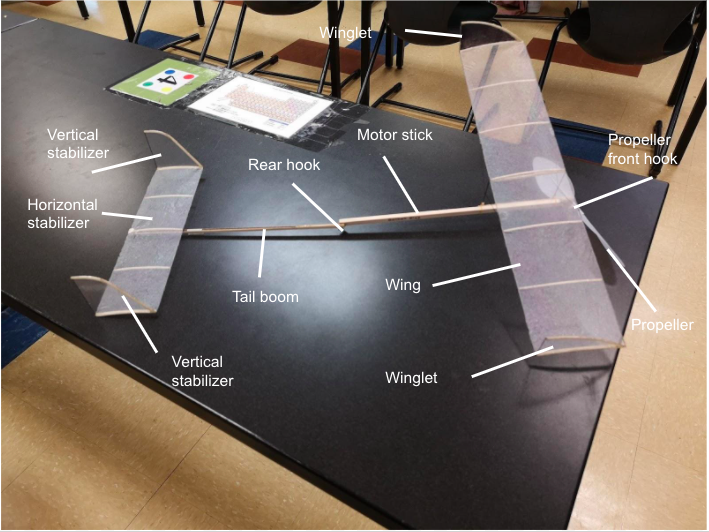 Winglet
Vertical
stabilizer
Motor stick
Propeller
front hook
Rear hook
Horizontal
stabilizer
4
Wing
Tail boom
Propeller
Vertical
stabilizer
Winglet